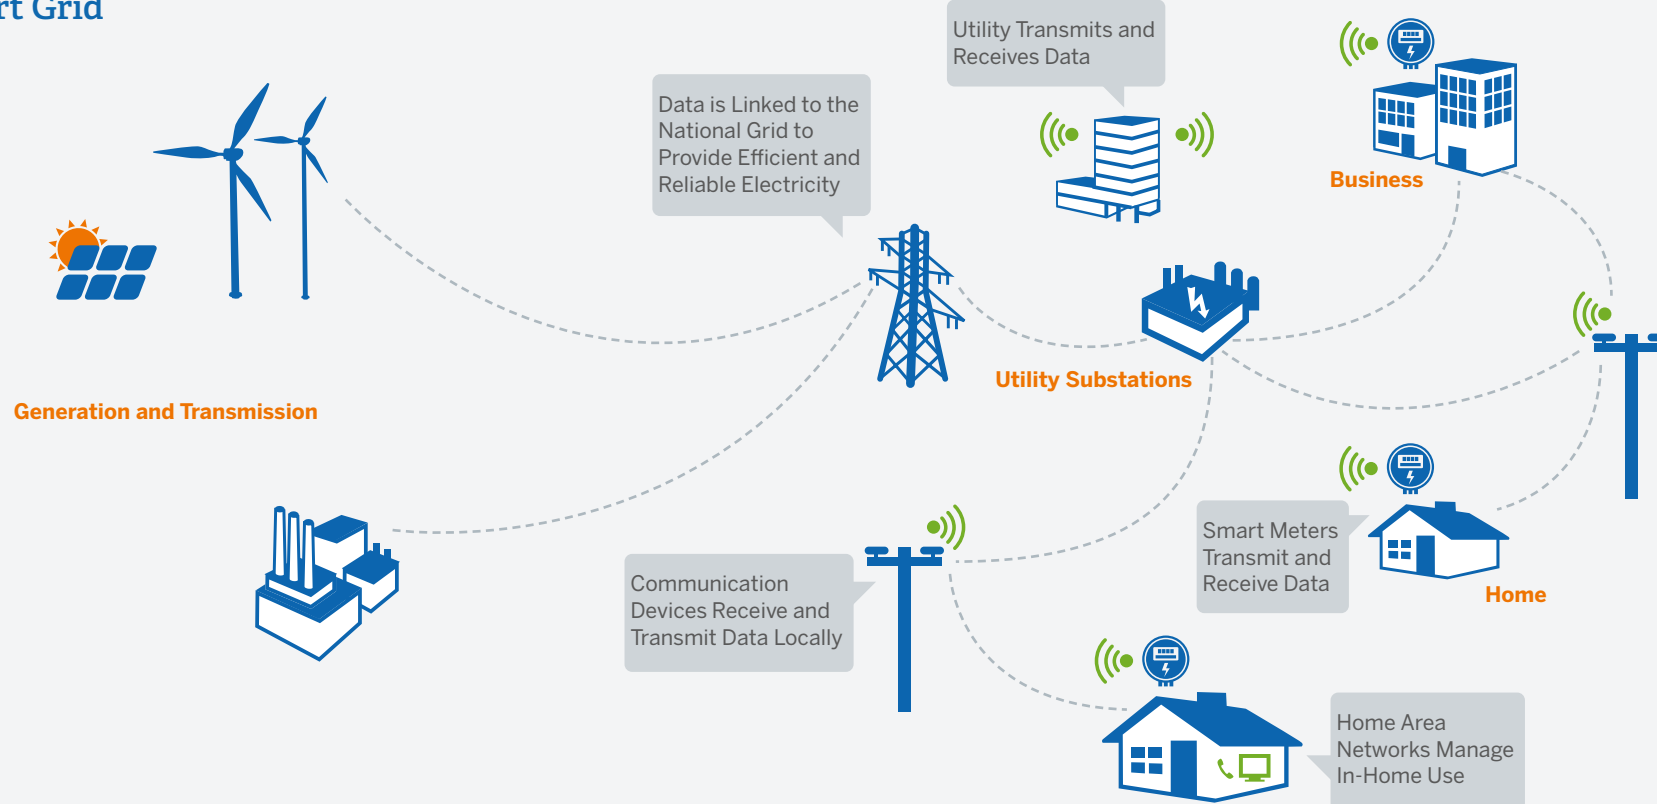 rt Grid
Utility Transmits and
Receives Data
Data is Linked to the
National Grid to
Provide Efficient and
Reliable Electricity
Business
Utility Substations
Generation and Transmission
Smart Meters
Transmit and
Receive Data
Home
Communication
Devices Receive and
Transmit Data Locally
Home Area
Networks Manage
In-Home Use